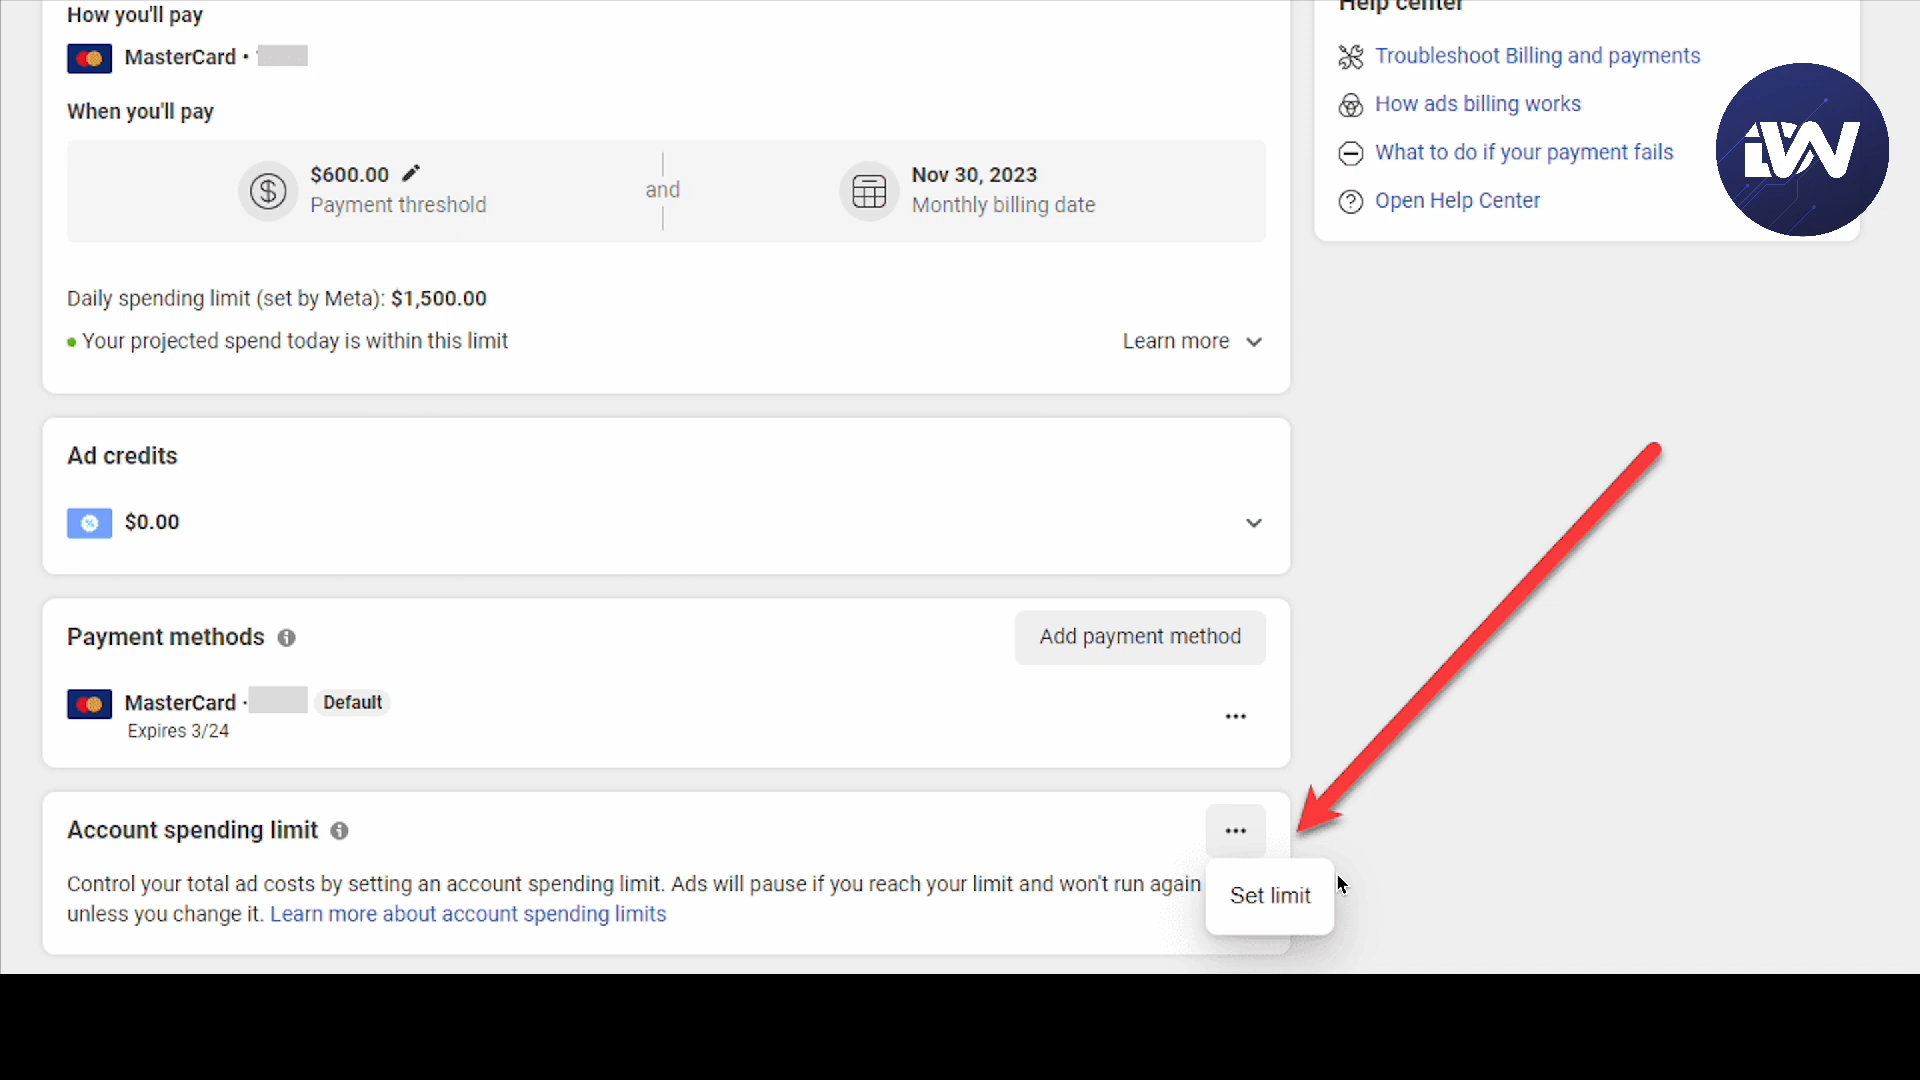 How you'll pay
Help center
MasterCard •
Troubleshoot Billing and payments
How ads billing works
When you'll pay
What to do if your payment fails
Open Help Center
$600.00
Payment threshold
and
Nov 30, 2023
Monthly billing date
Daily spending limit (set by Meta): $1,500.00
Your projected spend today is within this limit
Learn more
Ad credits
$0.00
Payment methods
Add payment method
MasterCard ·
Default
Expires 3/24
Account spending limit
Control your total ad costs by setting an account spending limit. Ads will pause if you reach your limit and won't run again
unless you change it. Learn more about account spending limits
Set limit